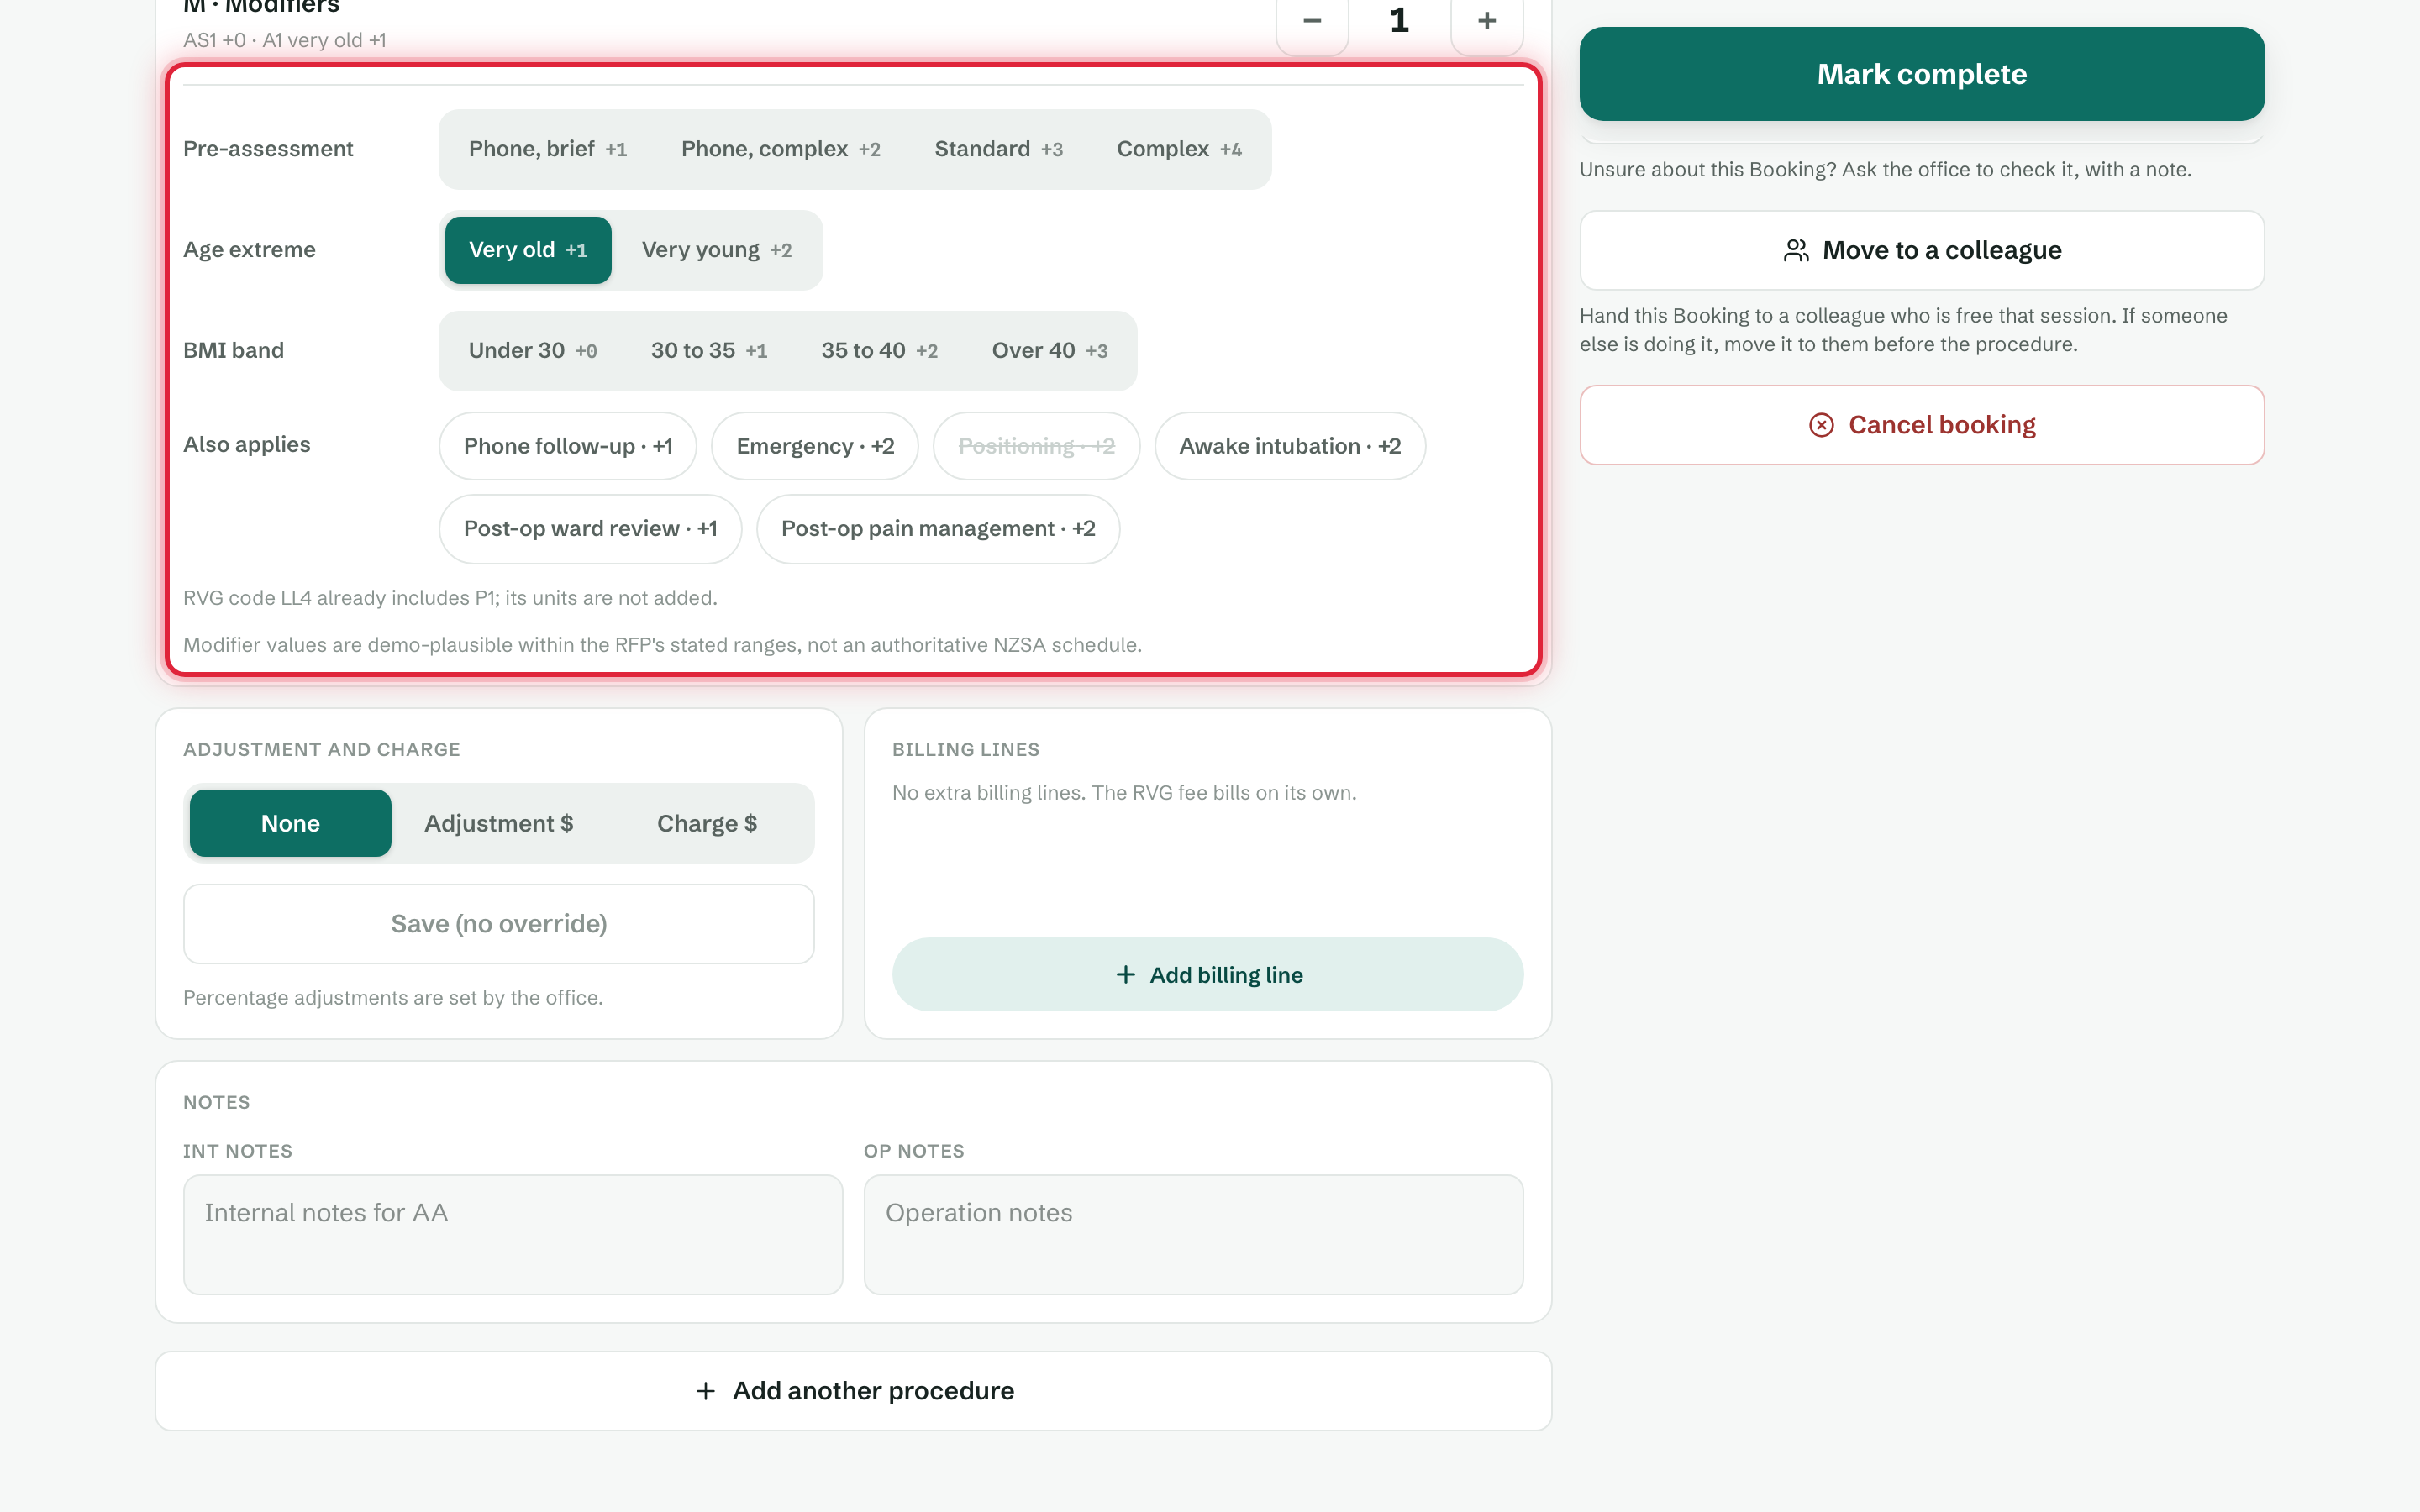 M · Modifiers
AS1 +0 · A1 very old +1
− 1 +
Pre-assessment
Phone, brief +1
Phone, complex +2
Standard +3
Complex +4
Age extreme
Very old +1
Very young +2
BMI band
Under 30 +0
30 to 35 +1
35 to 40 +2
Over 40 +3
Also applies
Phone follow-up · +1
Emergency · +2
Positioning · +2
Awake intubation · +2
Post-op ward review · +1
Post-op pain management · +2
RVG code LL4 already includes P1; its units are not added.
Modifier values are demo-plausible within the RFP's stated ranges, not an authoritative NZSA schedule.
ADJUSTMENT AND CHARGE
None
Adjustment $
Charge $
Save (no override)
Percentage adjustments are set by the office.
BILLING LINES
No extra billing lines. The RVG fee bills on its own.
+ Add billing line
NOTES
INT NOTES
Internal notes for AA
OP NOTES
Operation notes
+ Add another procedure
Mark complete
Unsure about this Booking? Ask the office to check it, with a note.
Move to a colleague
Hand this Booking to a colleague who is free that session. If someone
else is doing it, move it to them before the procedure.
Cancel booking